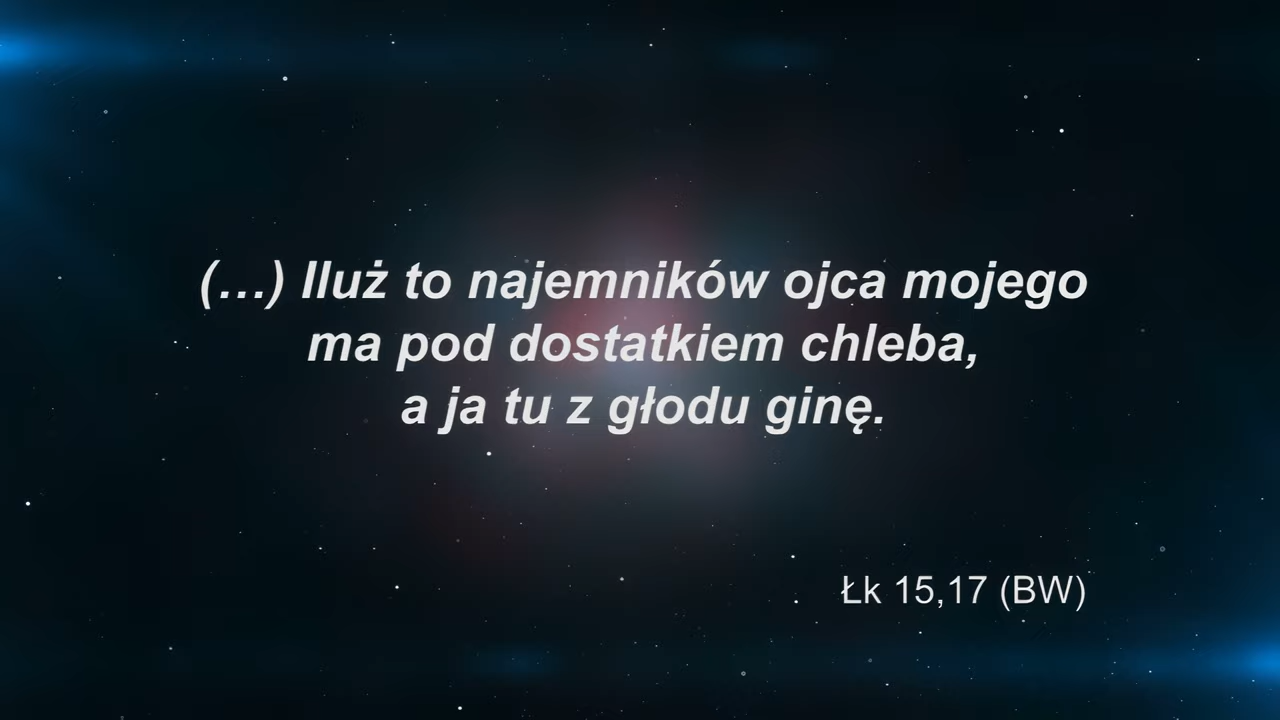 (…) Iluż to najemników ojca mojego
ma pod dostatkiem chleba,
a ja tu z głodu ginę.
Łk 15,17 (BW)